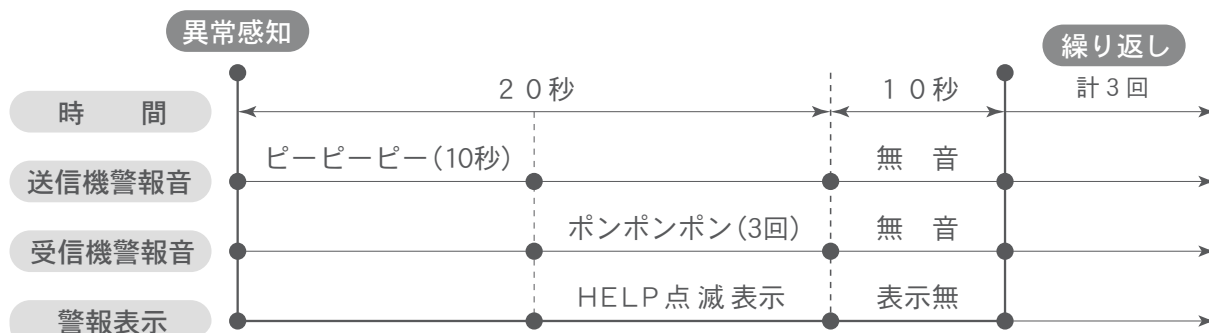 異常感知
繰り返し
時 間
20秒
10秒
計3回
送信機警報音
ピーピーピー(10秒)
無 音
受信機警報音
ポンポンポン(3回)
無 音
警報表示
HELP点滅表示
表示無